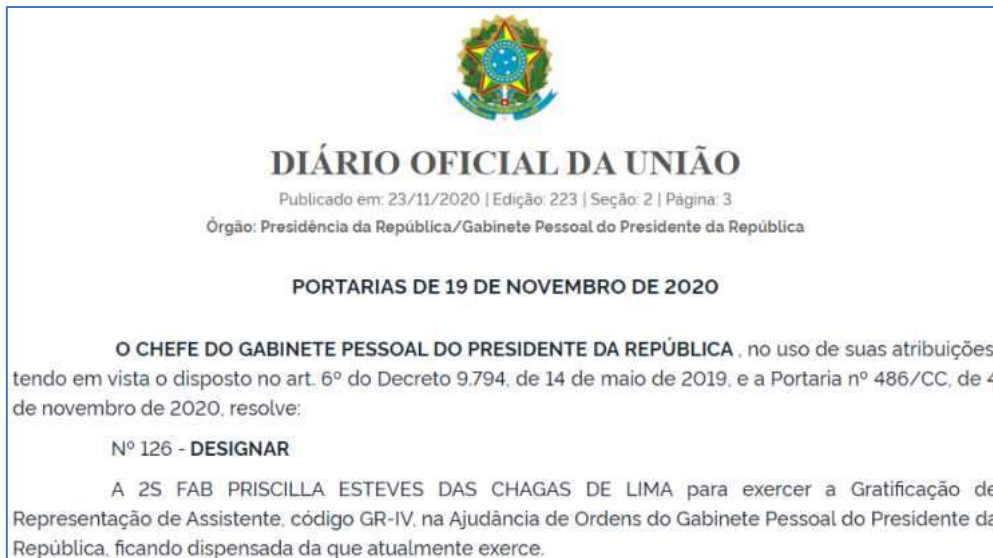 DIÁRIO OFICIAL DA UNIÃO
Publicado em: 23/11/2020 | Edição: 223 | Seção: 2 | Página: 3
Órgão: Presidência da República/Gabinete Pessoal do Presidente da República
PORTARIAS DE 19 DE NOVEMBRO DE 2020
O CHEFE DO GABINETE PESSOAL DO PRESIDENTE DA REPÚBLICA , no uso de suas atribuições
tendo em vista o disposto no art. 6º do Decreto 9.794, de 14 de maio de 2019, e a Portaria nº 486/CC, de 4
de novembro de 2020, resolve:
Nº 126 - DESIGNAR
A 2S FAB PRISCILLA ESTEVES DAS CHAGAS DE LIMA para exercer a Gratificação de
Representação de Assistente, código GR-IV, na Ajudância de Ordens do Gabinete Pessoal do Presidente da
República, ficando dispensada da que atualmente exerce.